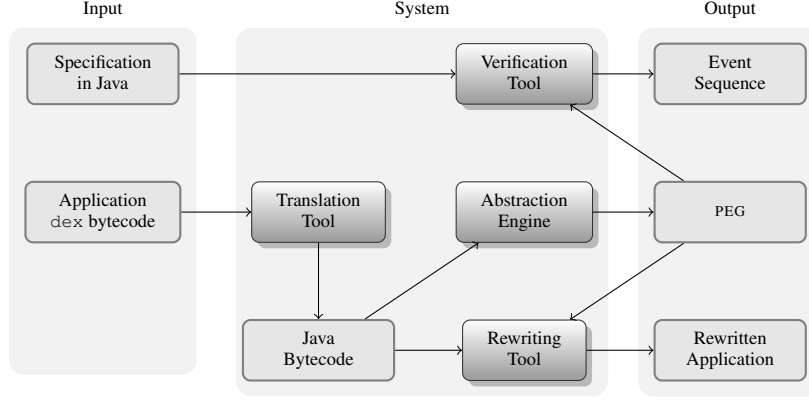 Input
System
Output
Specification
in Java
Verification
Tool
Event
Sequence
Application
dex bytecode
Translation
Tool
Abstraction
Engine
PEG
Java
Bytecode
Rewriting
Tool
Rewritten
Application